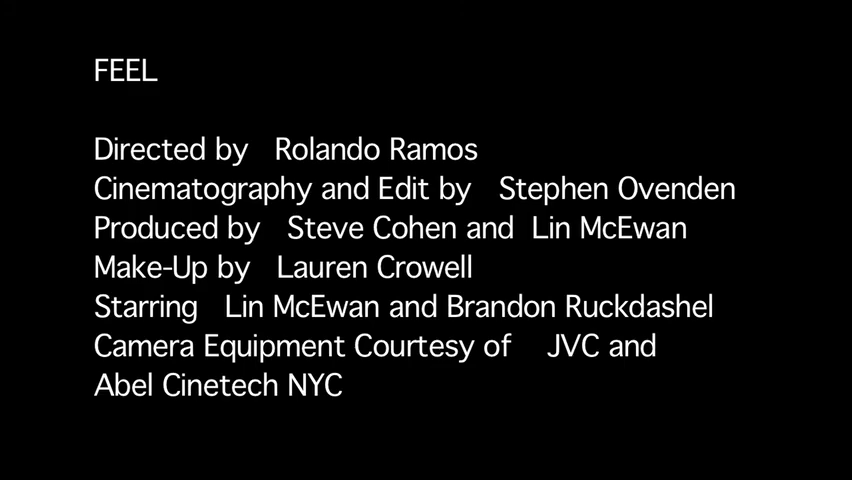 FEEL
Directed by Rolando Ramos
Cinematography and Edit by Stephen Ovenden
Produced by Steve Cohen and Lin McEwan
Make-Up by Lauren Crowell
Starring Lin McEwan and Brandon Ruckdashel
Camera Equipment Courtesy of JVC and
Abel Cinetech NYC